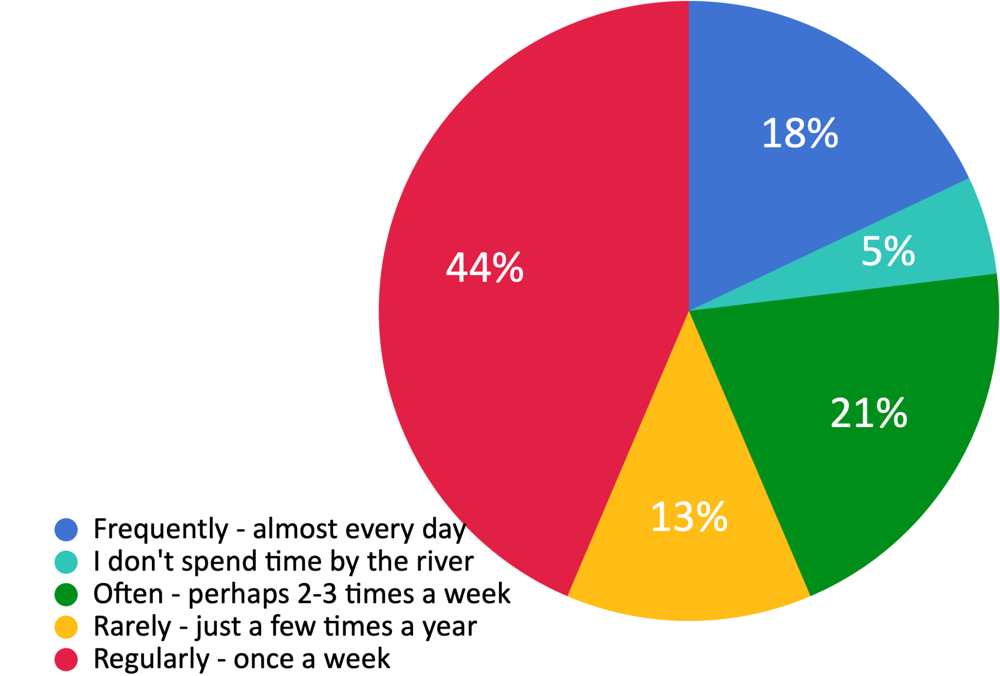 18%
5%
44%
21%
13%
Frequently - almost every day
I don't spend time by the river
Often - perhaps 2-3 times a week
Rarely - just a few times a year
Regularly - once a week